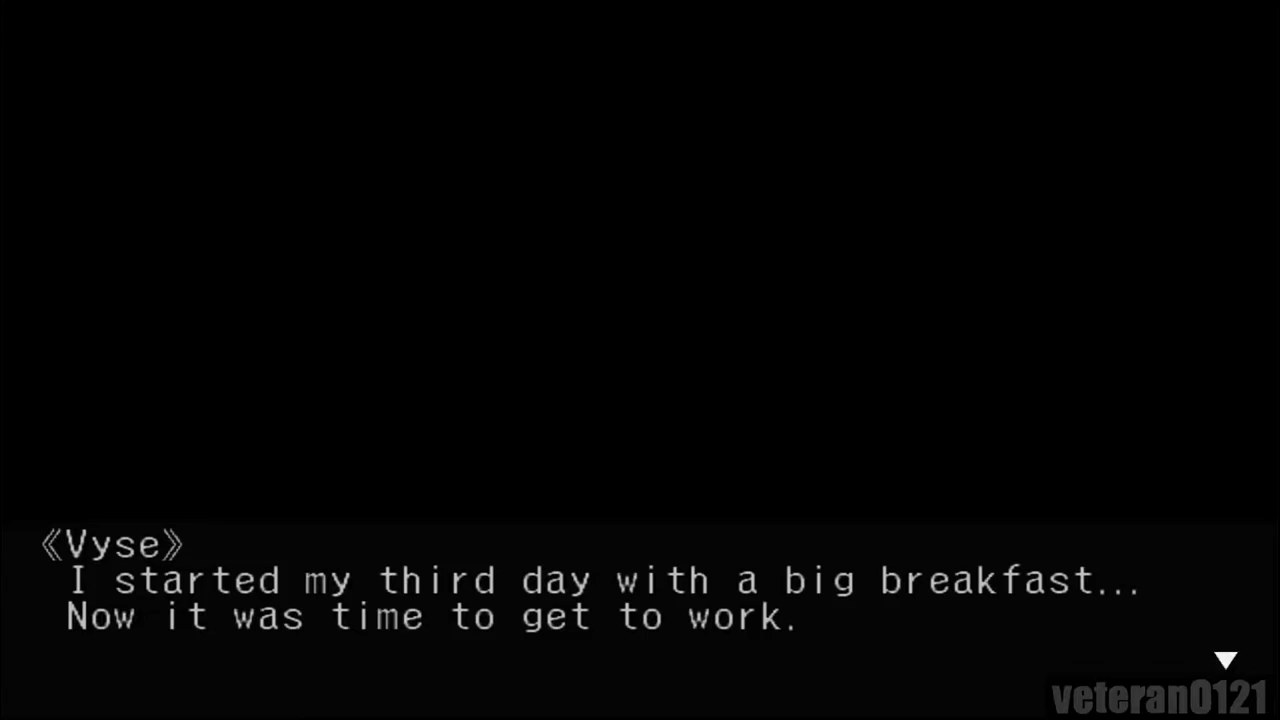 《Vyse》
I started my third day with a big breakfast...
Now it was time to get to work.
veteran0121